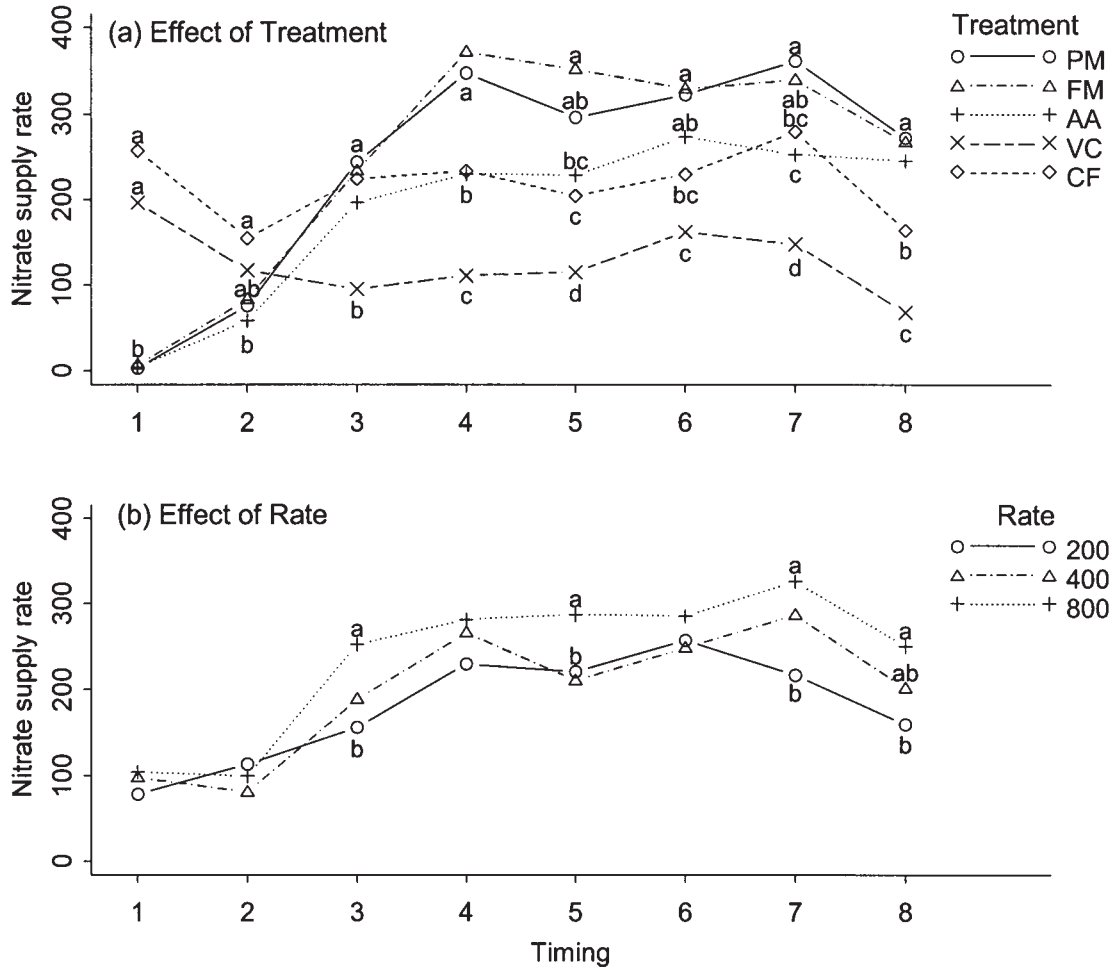 (a) Effect of Treatment
Treatment
PM
FM
AA
VC
CF
Nitrate supply rate
400
300
200
100
0
a
a
b
a
ab
b
a
b
a
b
c
a
ab
bc
c
d
a
ab
bc
c
a
ab
bc
c
d
a
b
c
1 2 3 4 5 6 7 8
(b) Effect of Rate
Rate
200
400
800
Nitrate supply rate
400
300
200
100
0
a
b
a
b
a
b
a
ab
b
1 2 3 4 5 6 7 8
Timing